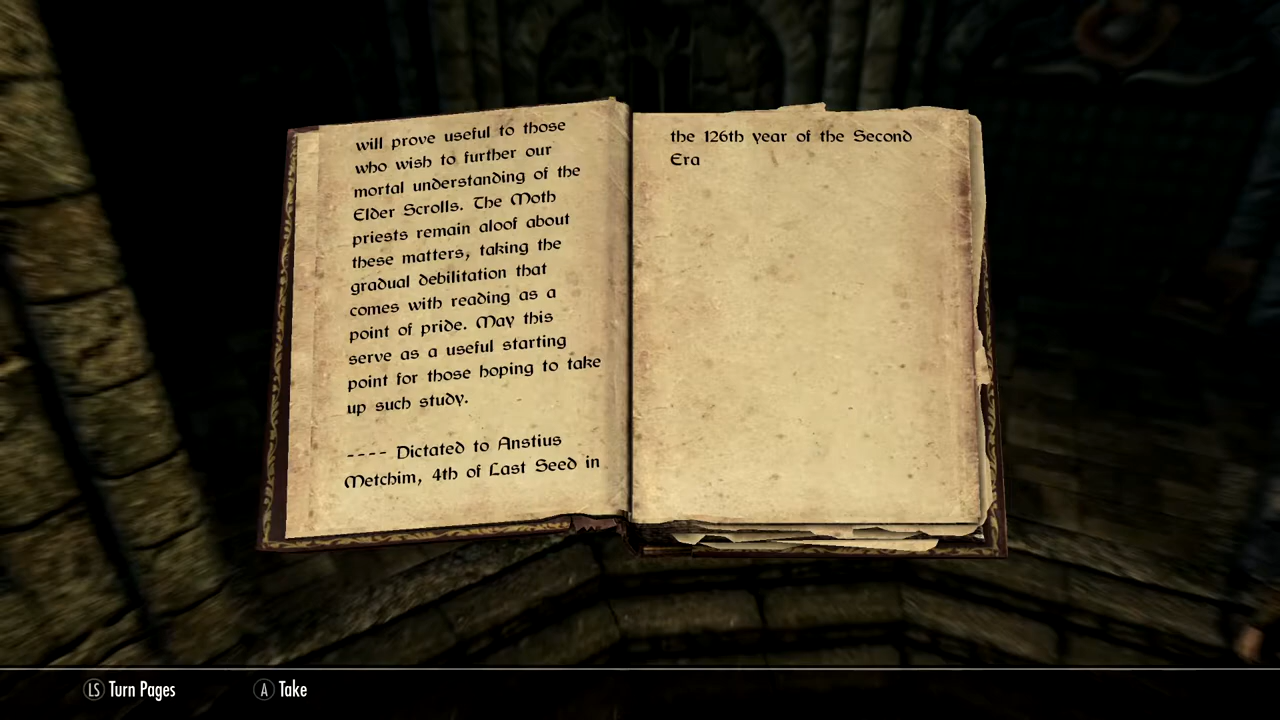 will prove useful to those
who wish to further our
mortal understanding of the
Elder Scrolls. The Moth
priests remain aloof about
these matters, taking the
gradual debilitation that
comes with reading as a
point of pride. May this
serve as a useful starting
point for those hoping to take
up such study.
---- Dictated to Anstius
Metchim, 4th of Last Seed in
the 126th year of the Second
Era
LS Turn Pages
A Take